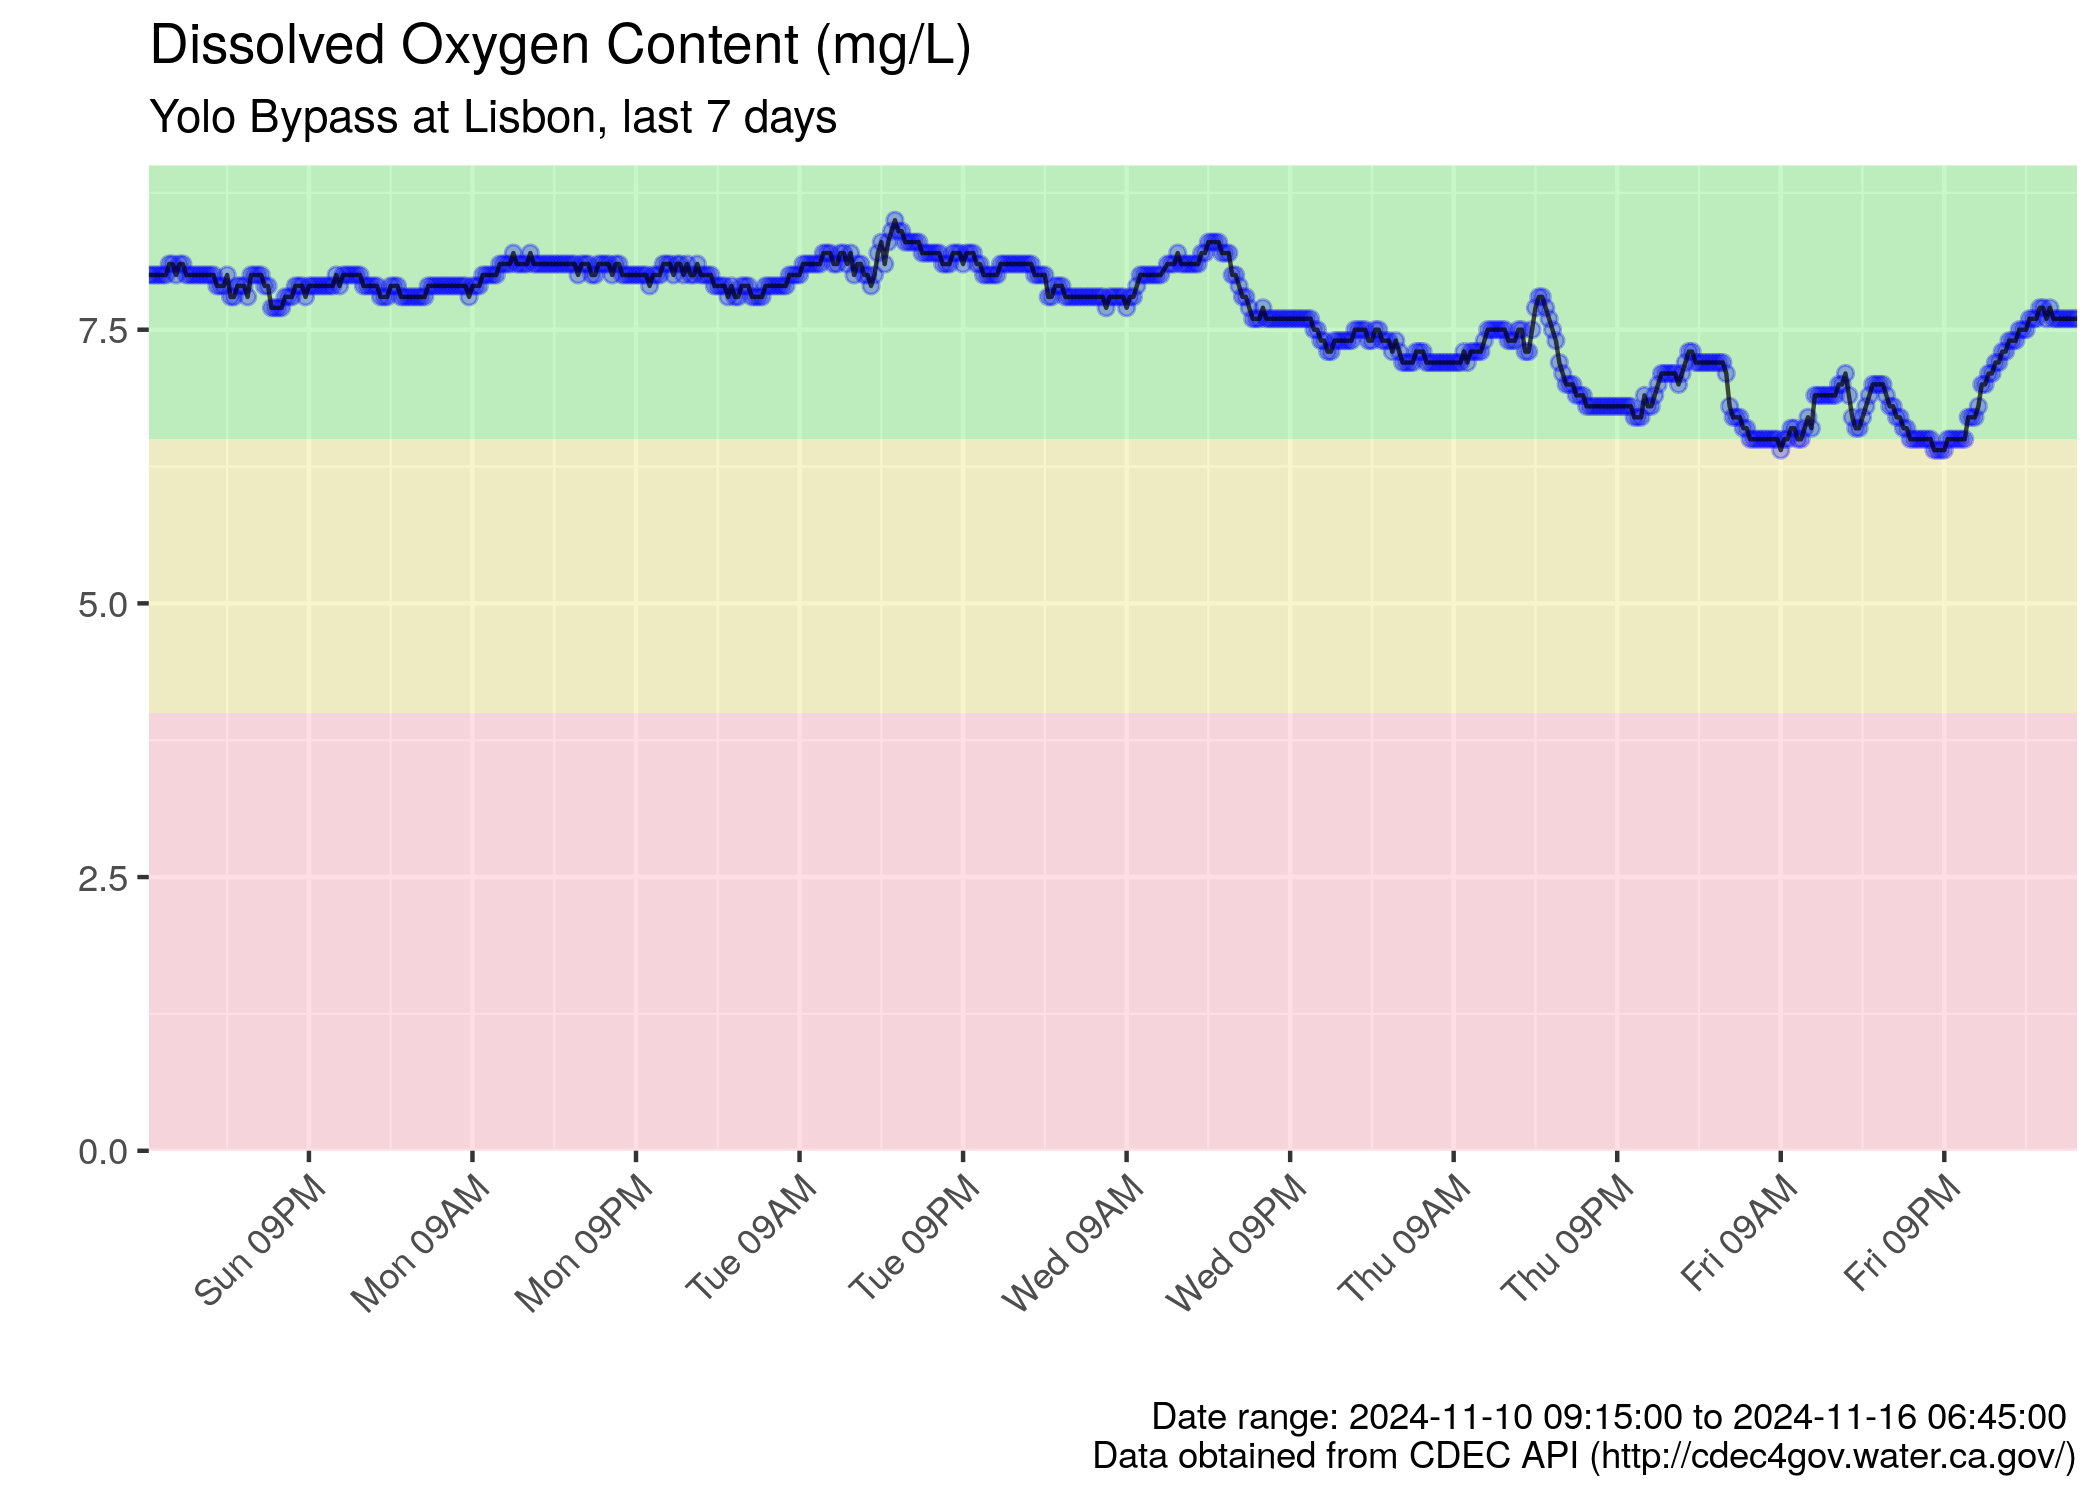 Dissolved Oxygen Content (mg/L)
Yolo Bypass at Lisbon, last 7 days
7.5
5.0
2.5
0.0
Sun 09PM
Mon 09AM
Mon 09PM
Tue 09AM
Tue 09PM
Wed 09AM
Wed 09PM
Thu 09AM
Thu 09PM
Fri 09AM
Fri 09PM
Date range: 2024-11-10 09:15:00 to 2024-11-16 06:45:00
Data obtained from CDEC API (http://cdec4gov.water.ca.gov/)